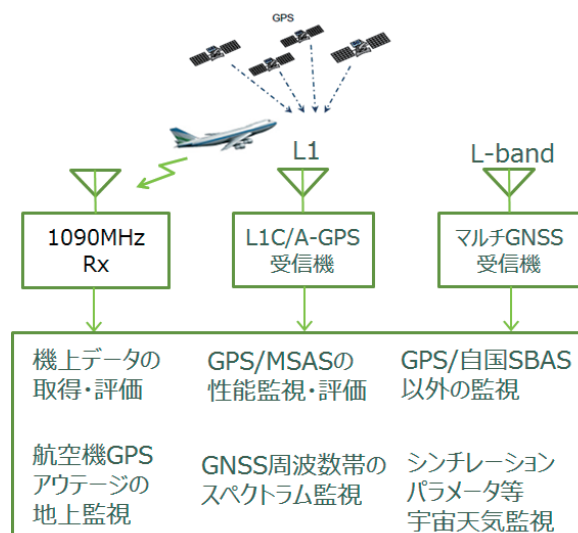 GPS
L1
L-band
1090MHz
Rx
L1C/A-GPS
受信機
マルチGNSS
受信機
機上データの
取得・評価
GPS/MSASの
性能監視・評価
GPS/自国SBAS
以外の監視
航空機GPS
アウテージの
地上監視
GNSS周波数帯の
スペクトラム監視
シンチレーション
パラメータ等
宇宙天気監視